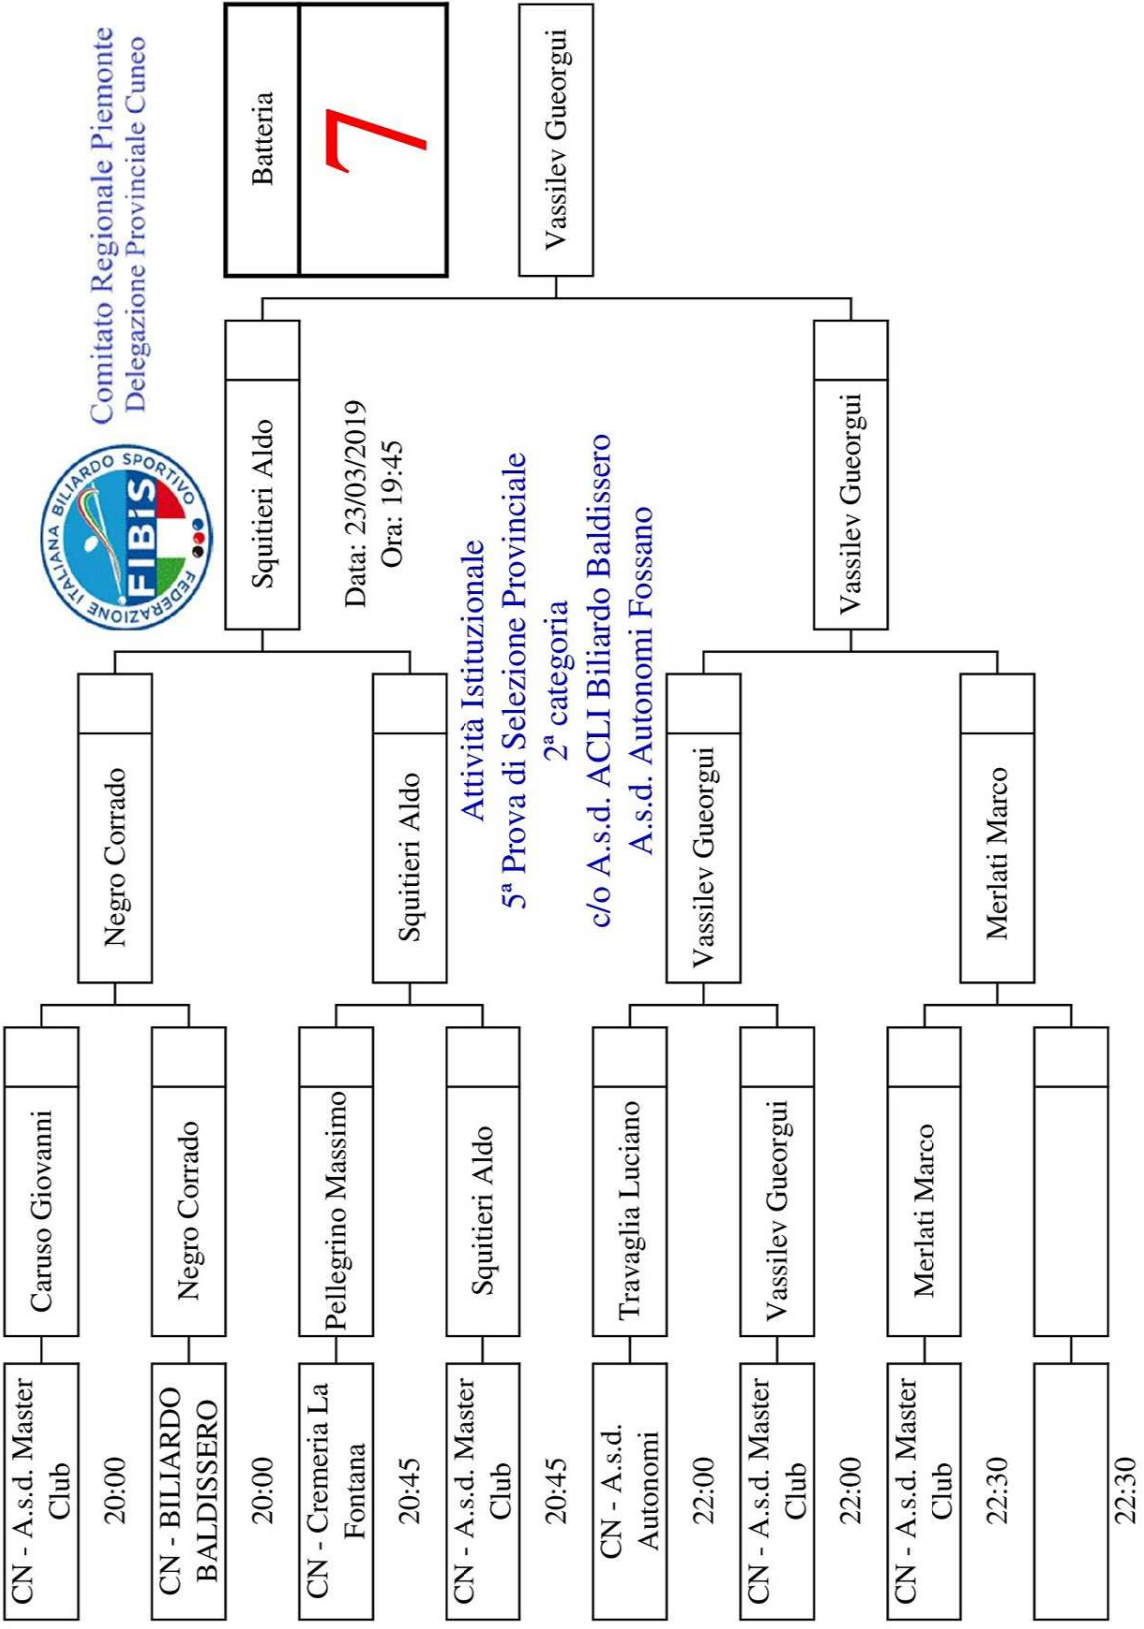 Comitato Regionale Piemonte
Delegazione Provinciale Cuneo
FEDERAZIONE ITALIANA BILIARDO SPORTIVO
FIBiS
Batteria
7
CN - A.s.d. Master
Club
Caruso Giovanni
20:00
CN - BILIARDO
BALDISSERO
Negro Corrado
20:00
CN - Cremeria La
Fontana
Pellegrino Massimo
20:45
CN - A.s.d. Master
Club
Squitieri Aldo
20:45
CN - A.s.d.
Autonomi
Travaglia Luciano
22:00
CN - A.s.d. Master
Club
Vassilev Gueorgui
22:00
CN - A.s.d. Master
Club
Merlati Marco
22:30
22:30
Negro Corrado
Squitieri Aldo
Vassilev Gueorgui
Merlati Marco
Squitieri Aldo
Data: 23/03/2019
Ora: 19:45
Attività Istituzionale
5ª Prova di Selezione Provinciale
2ª categoria
c/o A.s.d. ACLI Biliardo Baldissero
A.s.d. Autonomi Fossano
Vassilev Gueorgui
Vassilev Gueorgui